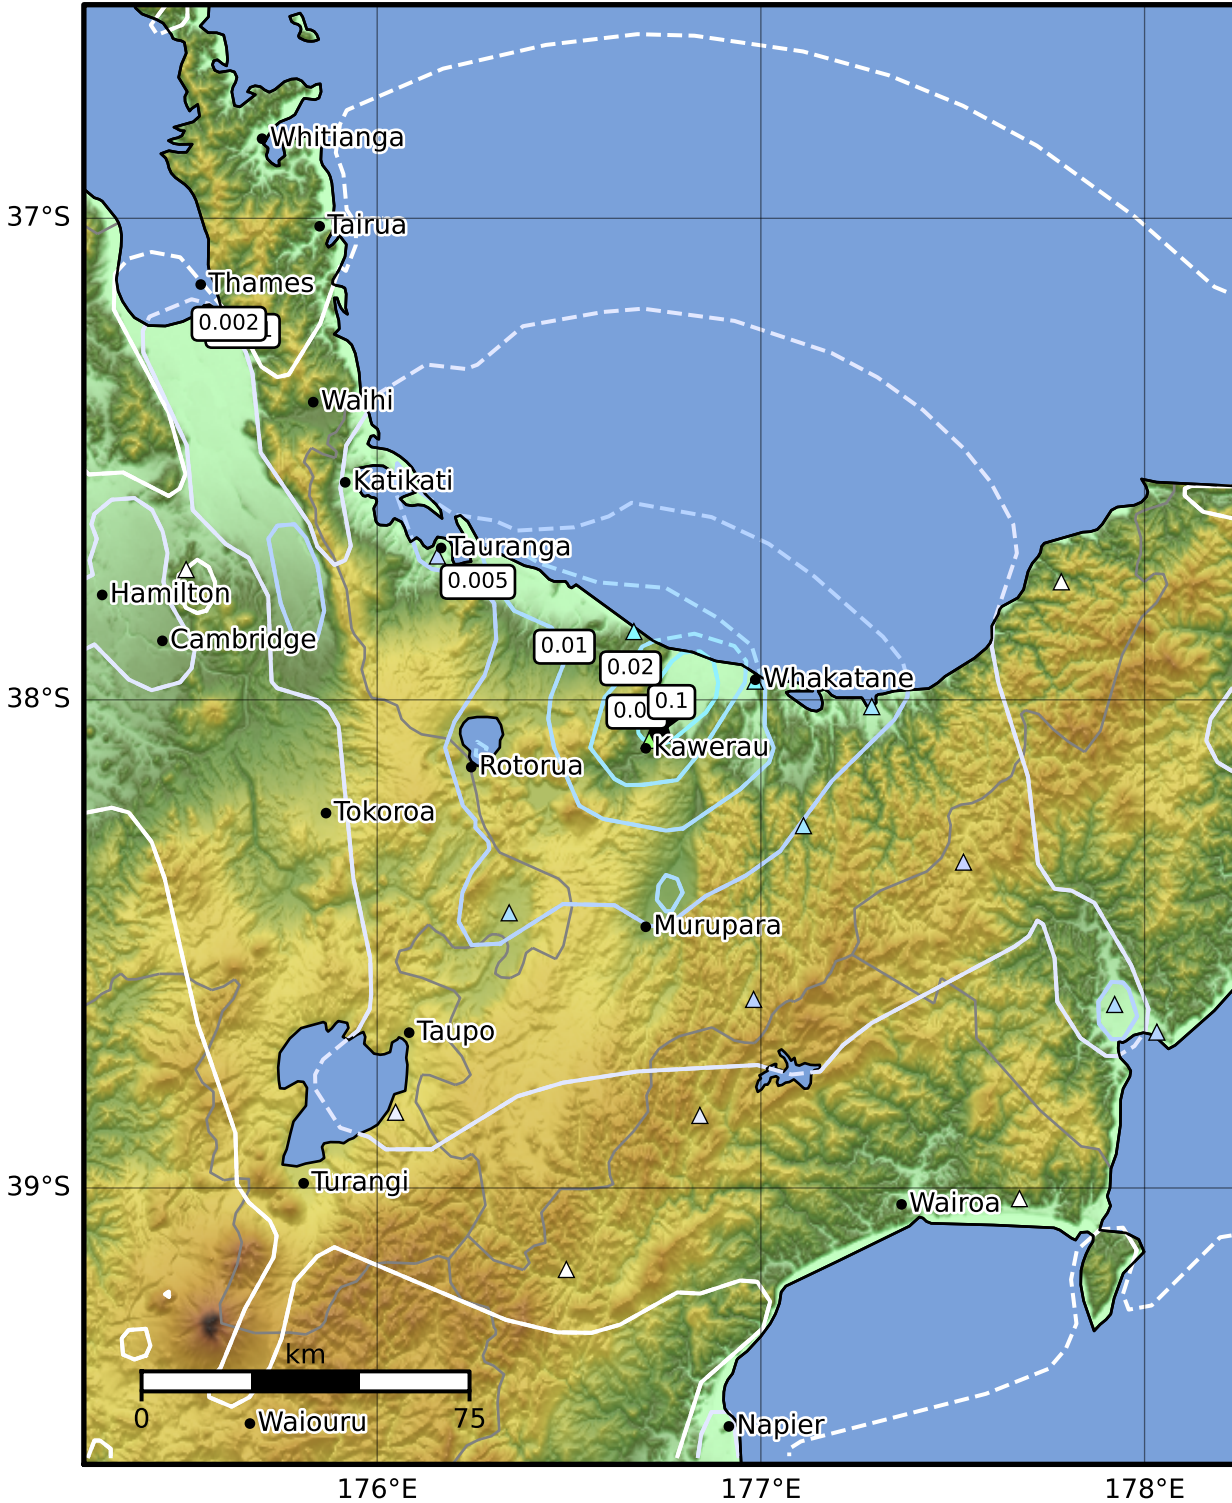 Whitianga
37°S
Tairua
Thames
0.002
Waihi
Katikati
Tauranga
0.005
Hamilton
Cambridge
0.01
0.02
Whakatane
38°S
0.1
Kawerau
Rotorua
Tokoroa
Murupara
Taupo
Turangi
39°S
Wairoa
km
0
75
Waiouru
Napier
176°E
177°E
178°E